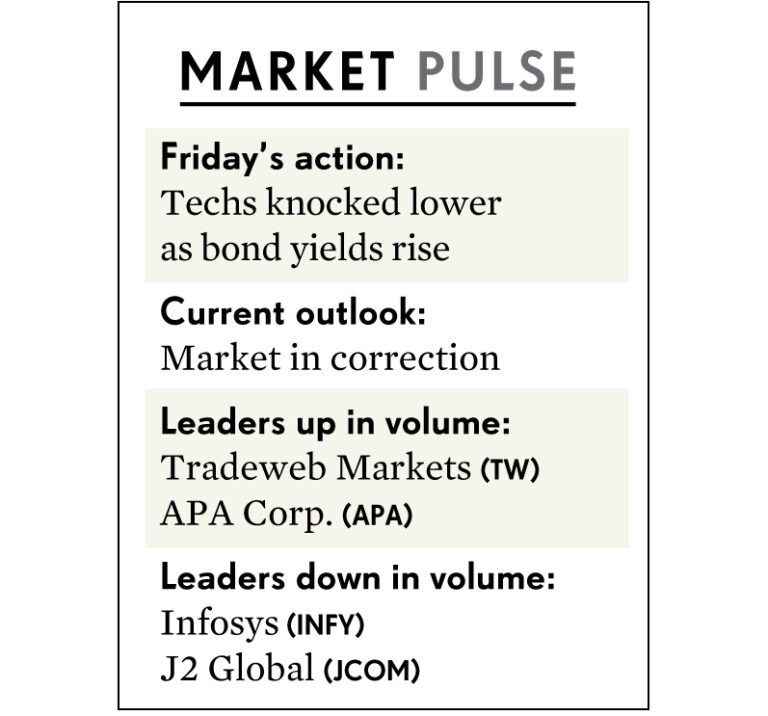 MARKET PULSE
Friday’s action:
Techs knocked lower
as bond yields rise
Current outlook:
Market in correction
Leaders up in volume:
Tradeweb Markets (TW)
APA Corp. (APA)
Leaders down in volume:
Infosys (INFY)
J2 Global (JCOM)